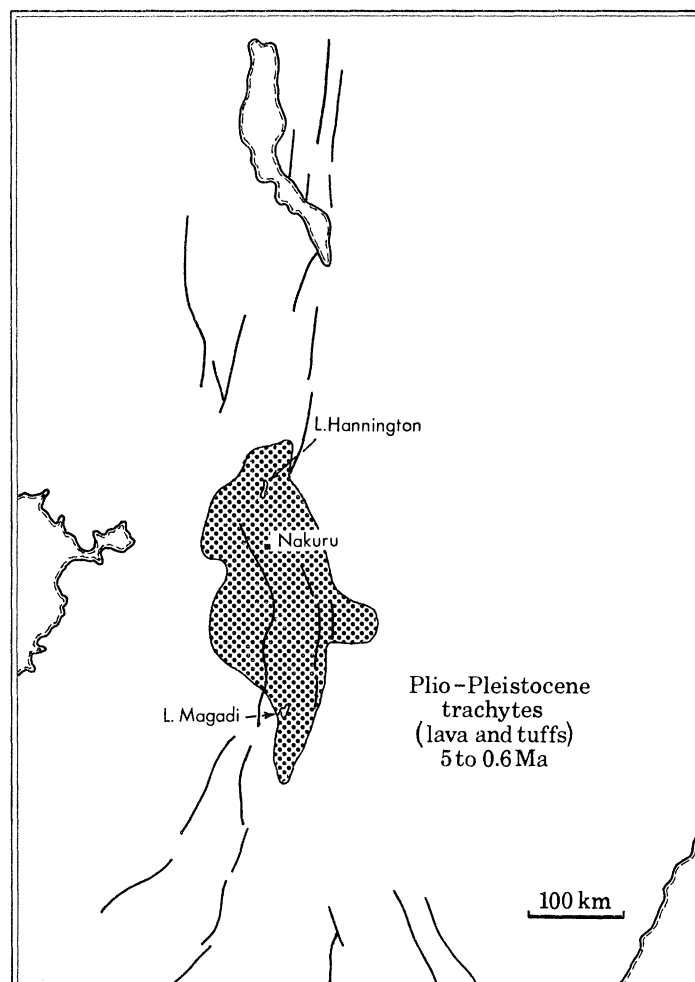 L.Hannington
Nakuru
L. Magadi
Plio-Pleistocene
trachytes
(lava and tuffs)
5 to 0.6 Ma
100 km